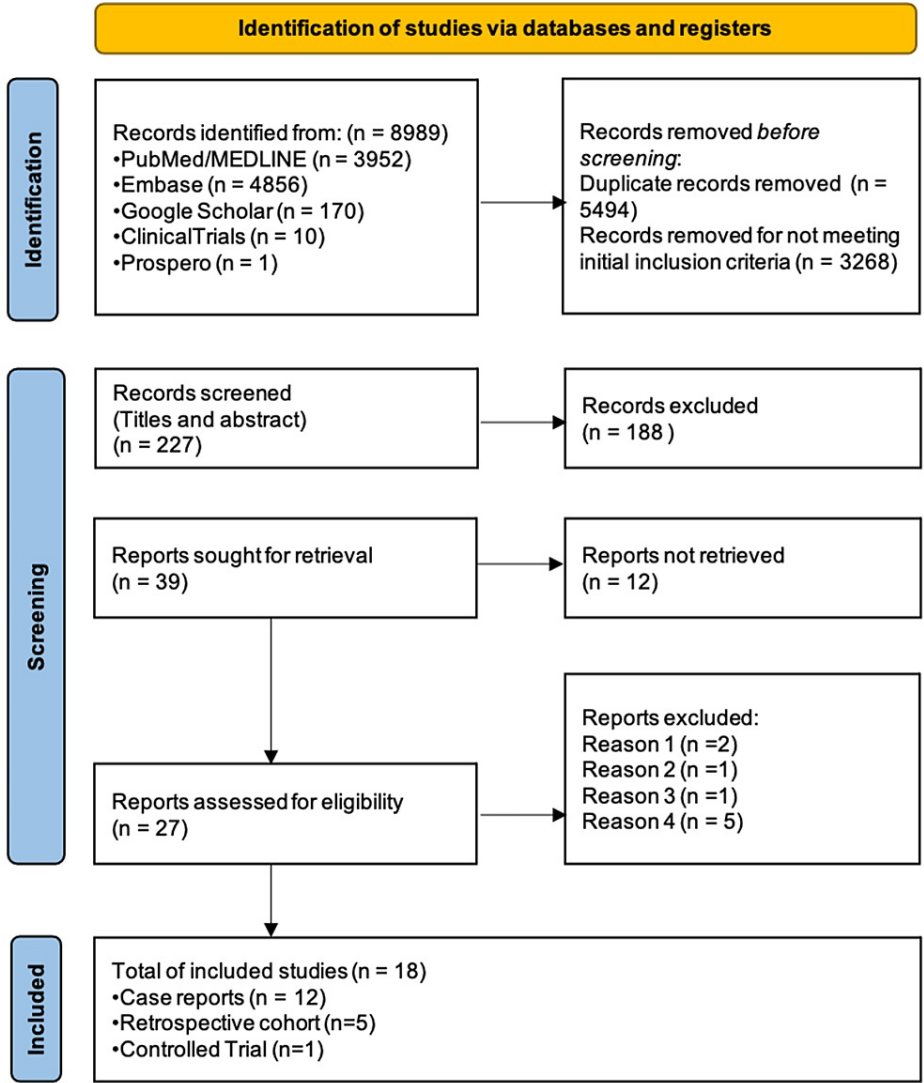 Identification of studies via databases and registers
Identification
Records identified from: (n = 8989)
•PubMed/MEDLINE (n = 3952)
•Embase (n = 4856)
•Google Scholar (n = 170)
•ClinicalTrials (n = 10)
•Prospero (n = 1)
Records removed before
screening:
Duplicate records removed (n =
5494)
Records removed for not meeting
initial inclusion criteria (n = 3268)
Screening
Records screened
(Titles and abstract)
(n = 227)
Records excluded
(n = 188 )
Reports sought for retrieval
(n = 39)
Reports not retrieved
(n = 12)
Reports assessed for eligibility
(n = 27)
Reports excluded:
Reason 1 (n =2)
Reason 2 (n =1)
Reason 3 (n =1)
Reason 4 (n = 5)
Included
Total of included studies (n = 18)
•Case reports (n = 12)
•Retrospective cohort (n=5)
•Controlled Trial (n=1)